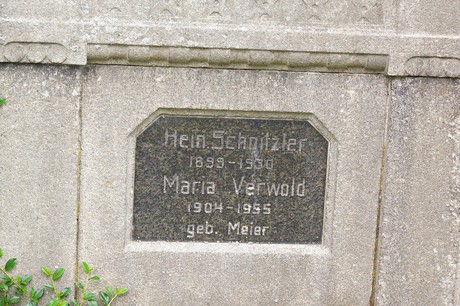 Hein Schnitzler
1899-1930
Maria Verwold
1904-1955
geb. Meier